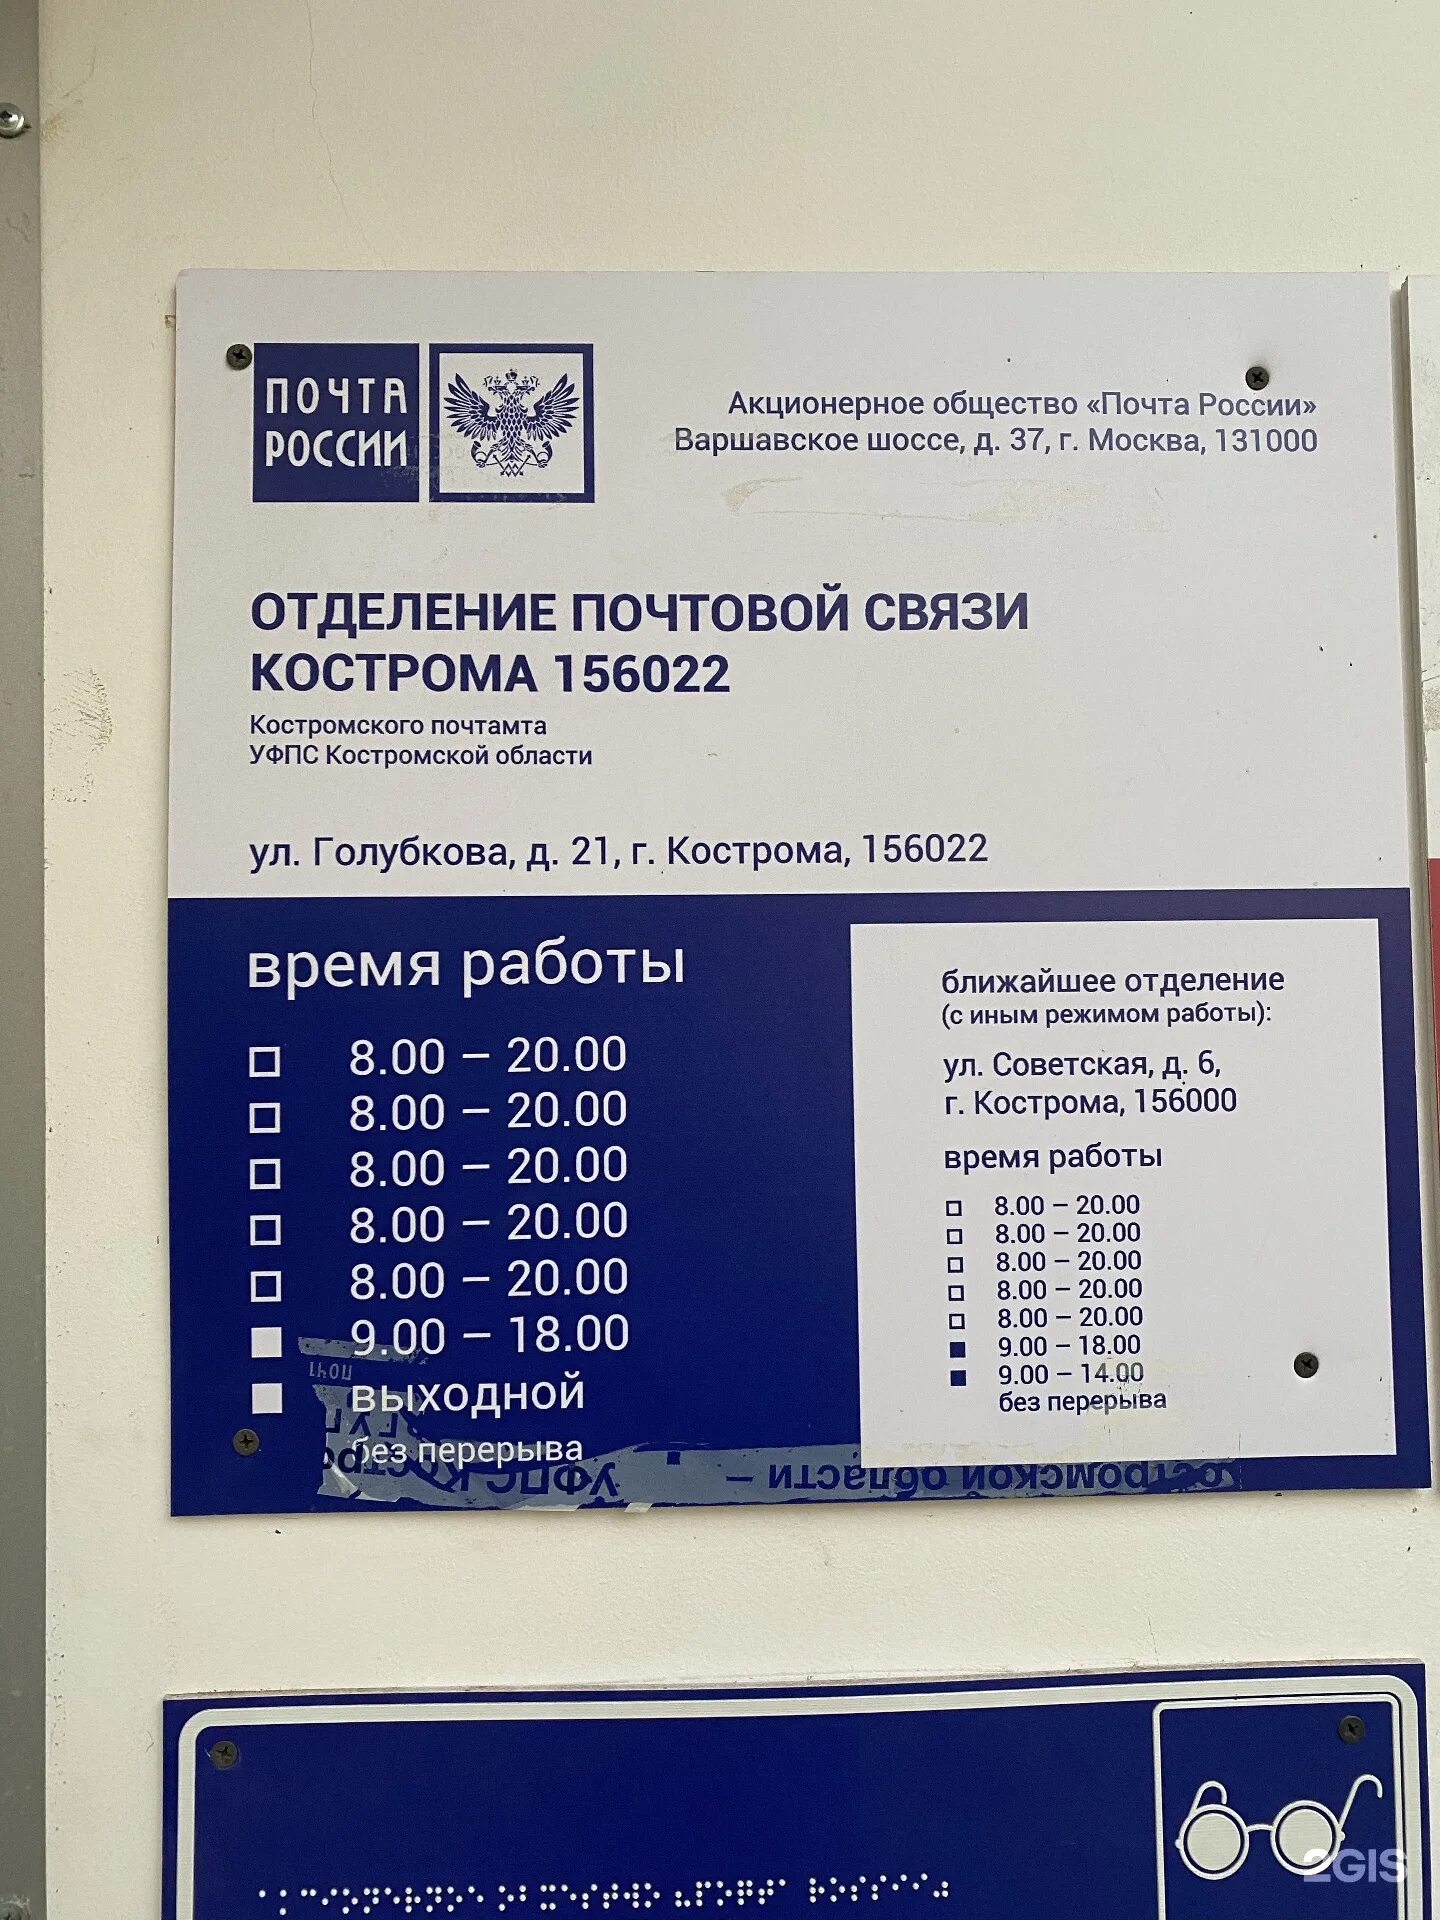 ПОЧТА
РОССИИ
Акционерное общество «Почта России»
Варшавское шоссе, д. 37, г. Москва, 131000
ОТДЕЛЕНИЕ ПОЧТОВОЙ СВЯЗИ
КОСТРОМА 156022
Костромского почтамта
УФПС Костромской области
ул. Голубкова, д. 21, г. Кострома, 156022
время работы
8.00 – 20.00
8.00 – 20.00
8.00 – 20.00
8.00 – 20.00
8.00 – 20.00
9.00 – 18.00
выходной
без перерыва
ближайшее отделение
(с иным режимом работы):
ул. Советская, д. 6,
г. Кострома, 156000
время работы
8.00 – 20.00
8.00 – 20.00
8.00 – 20.00
8.00 – 20.00
8.00 – 20.00
9.00 – 18.00
9.00 – 14.00
без перерыва
УФПС Костро
остромской области –
2GIS